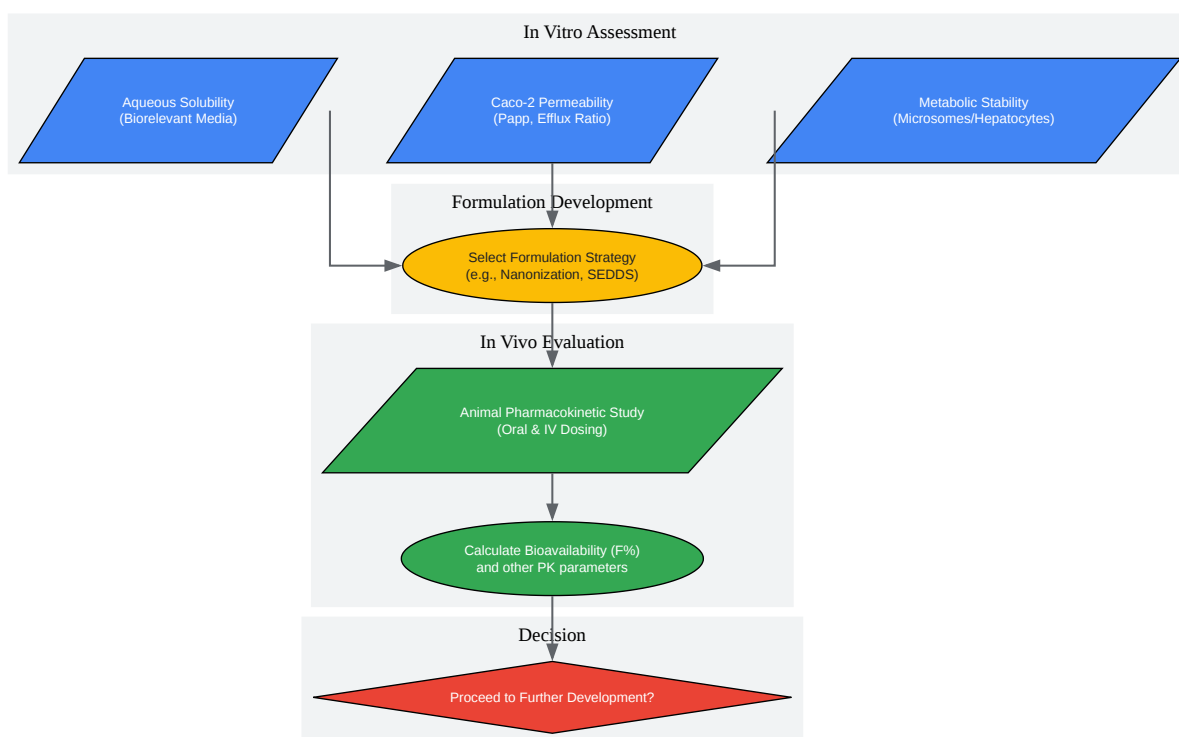 In Vitro Assessment
Aqueous Solubility
(Biorelevant Media)
Caco-2 Permeability
(Papp, Efflux Ratio)
Metabolic Stability
(Microsomes/Hepatocytes)
Formulation Development
Select Formulation Strategy
(e.g., Nanonization, SEDDS)
In Vivo Evaluation
Animal Pharmacokinetic Study
(Oral & IV Dosing)
Calculate Bioavailability (F%)
and other PK parameters
Decision
Proceed to Further Development?